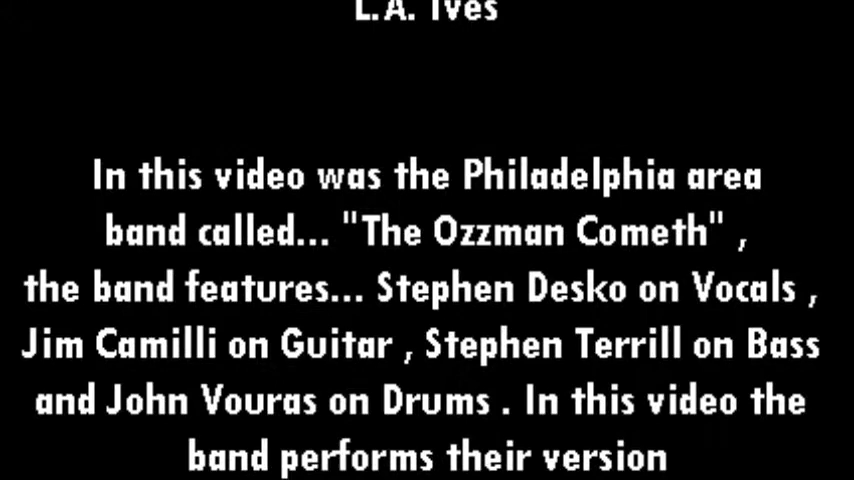 L.A. Ives
In this video was the Philadelphia area
band called... "The Ozzman Cometh" ,
the band features... Stephen Desko on Vocals ,
Jim Camilli on Guitar , Stephen Terrill on Bass
and John Vouras on Drums . In this video the
band performs their version